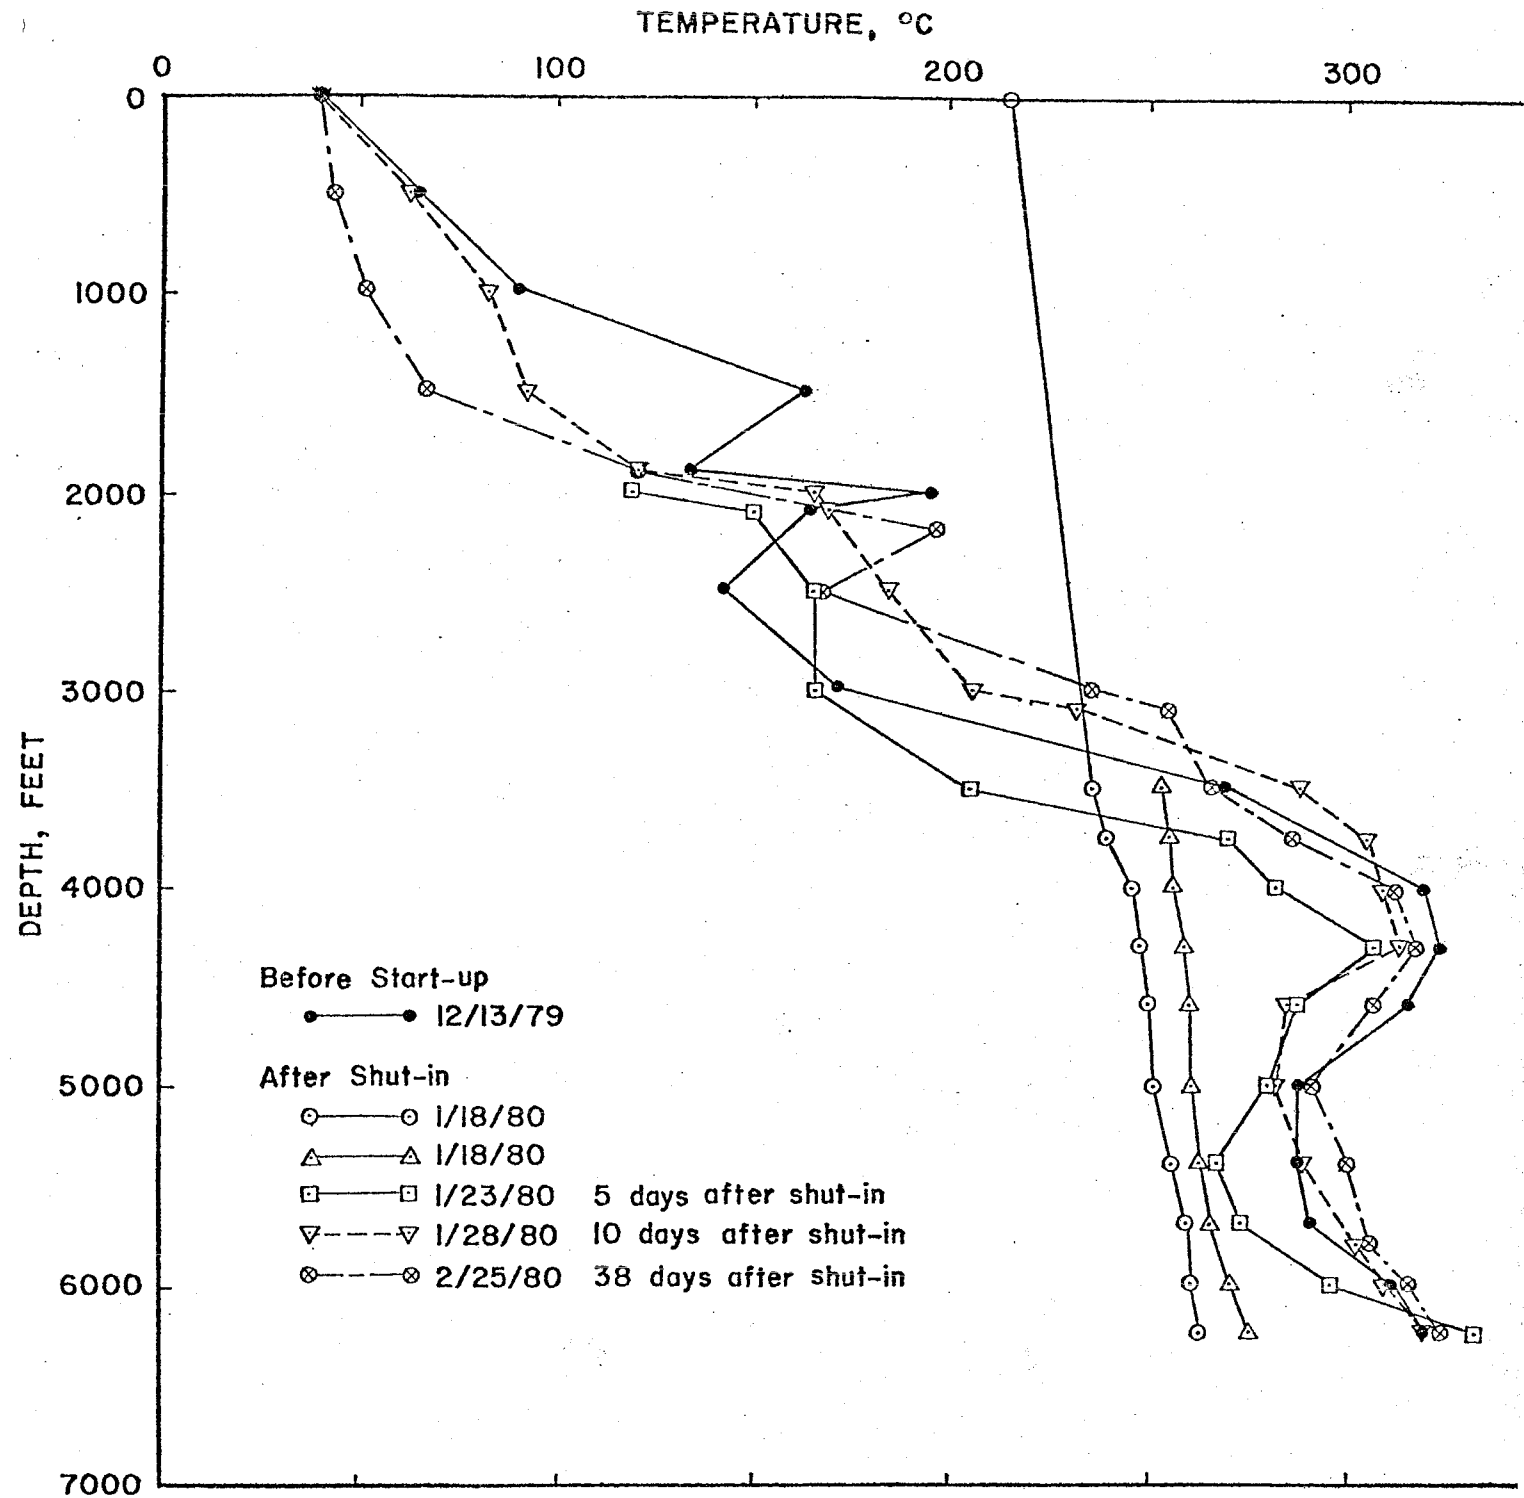 TEMPERATURE, °C
0 100 200 300
0
1000
2000
3000
4000
5000
6000
7000
DEPTH, FEET
Before Start-up
12/13/79
After Shut-in
1/18/80
1/18/80
1/23/80 5 days after shut-in
1/28/80 10 days after shut-in
2/25/80 38 days after shut-in